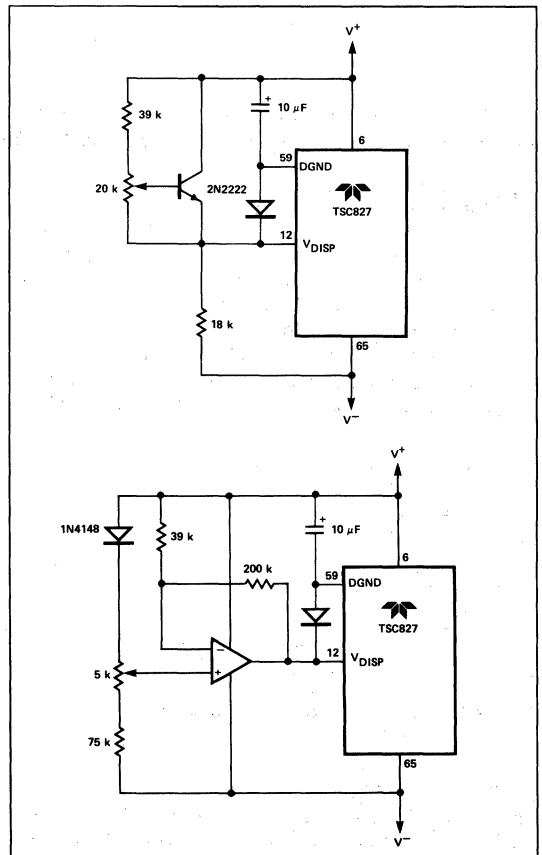 V+
39 k
10 μF
6
59
DGND
20 k
2N2222
TSC827
12
VDISP
18 k
65
V−
V+
1N4148
39 k
10 μF
6
200 k
59
DGND
TSC827
−
12
VDISP
5 k
+
75 k
65
V−